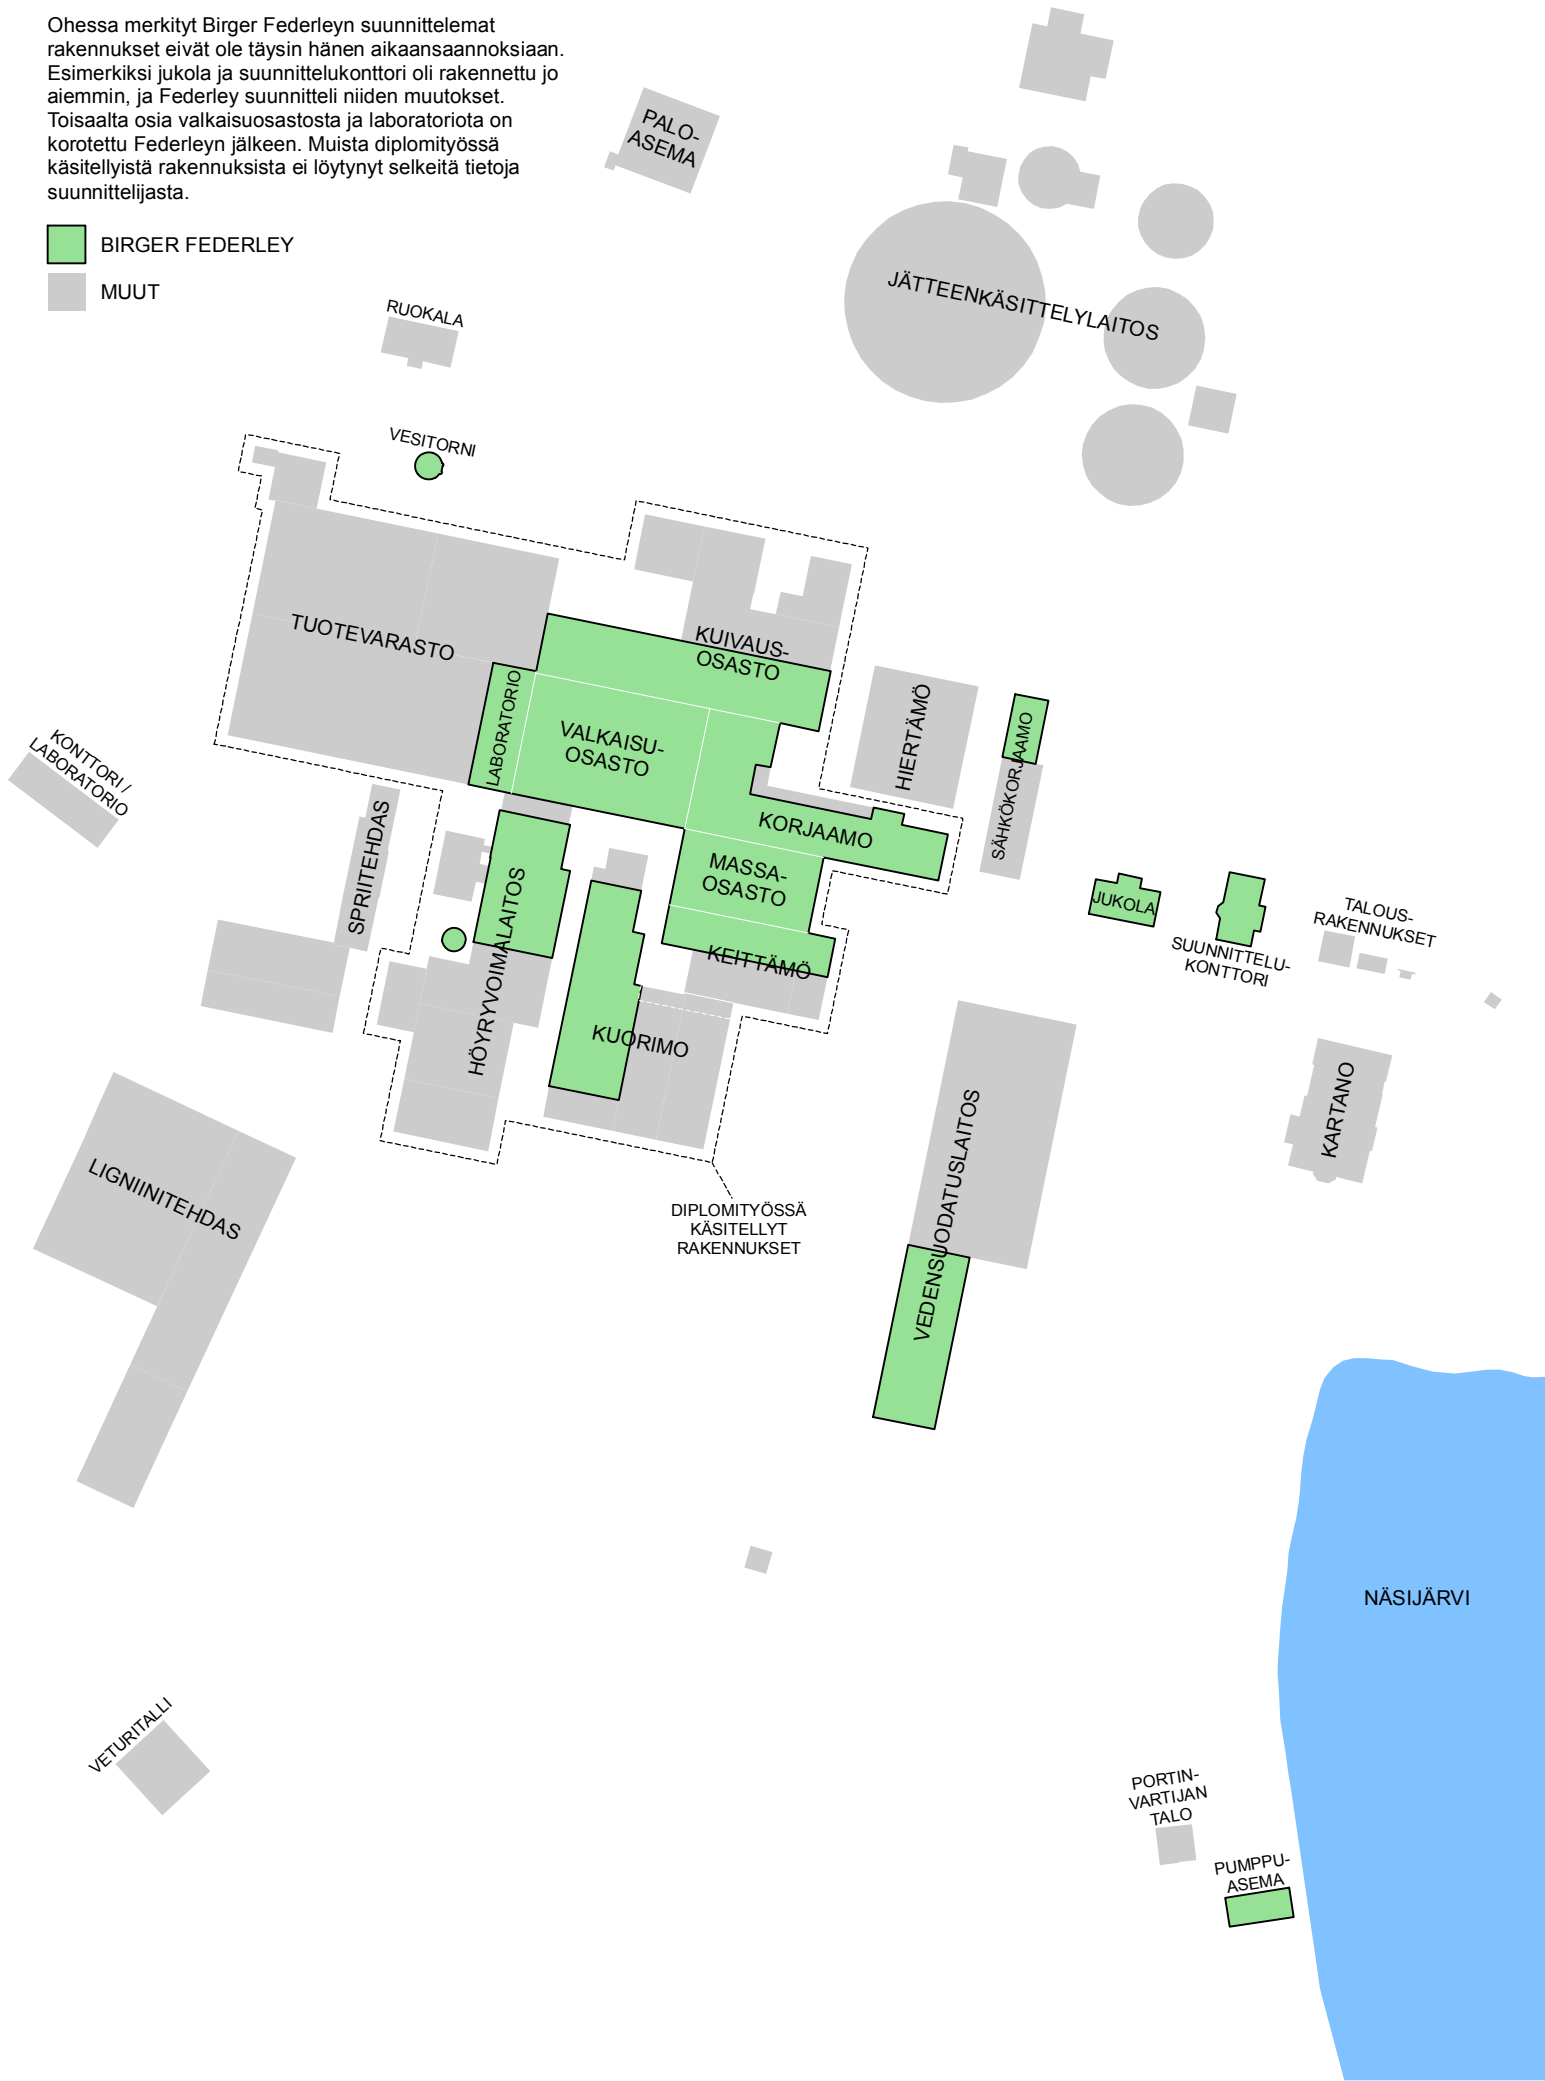 Ohessa merkityt Birger Federleyn suunnittelemat
rakennukset eivät ole täysin hänen aikaansaannoksiaan.
Esimerkiksi jukola ja suunnittelukonttori oli rakennettu jo
aiemmin, ja Federley suunnitteli niiden muutokset.
Toisaalta osia valkaisuosastosta ja laboratoriota on
korotettu Federleyn jälkeen. Muista diplomityössä
käsitellyistä rakennuksista ei löytynyt selkeitä tietoja
suunnittelijasta.
BIRGER FEDERLEY
MUUT
PALO-
ASEMA
JÄTTEENKÄSITTELYLAITOS
RUOKALA
VESITORNI
TUOTEVARASTO
KUIVAUS-
OSASTO
LABORATORIO
VALKAISU-
OSASTO
HIERTÄMÖ
SÄHKÖKORJAAMO
KONTTORI /
LABORATORIO
SPRIITEHDAS
KORJAAMO
MASSA-
OSASTO
KEITTÄMÖ
HÖYRYVOIMALAITOS
KUORIMO
JUKOLA
SUUNNITTELU-
KONTTORI
TALOUS-
RAKENNUKSET
KARTANO
VEDENSUODATUSLAITOS
LIGNIINITEHDAS
DIPLOMITYÖSSÄ
KÄSITELLYT
RAKENNUKSET
NÄSIJÄRVI
VETURITALLI
PORTIN-
VARTIJAN
TALO
PUMPPU-
ASEMA